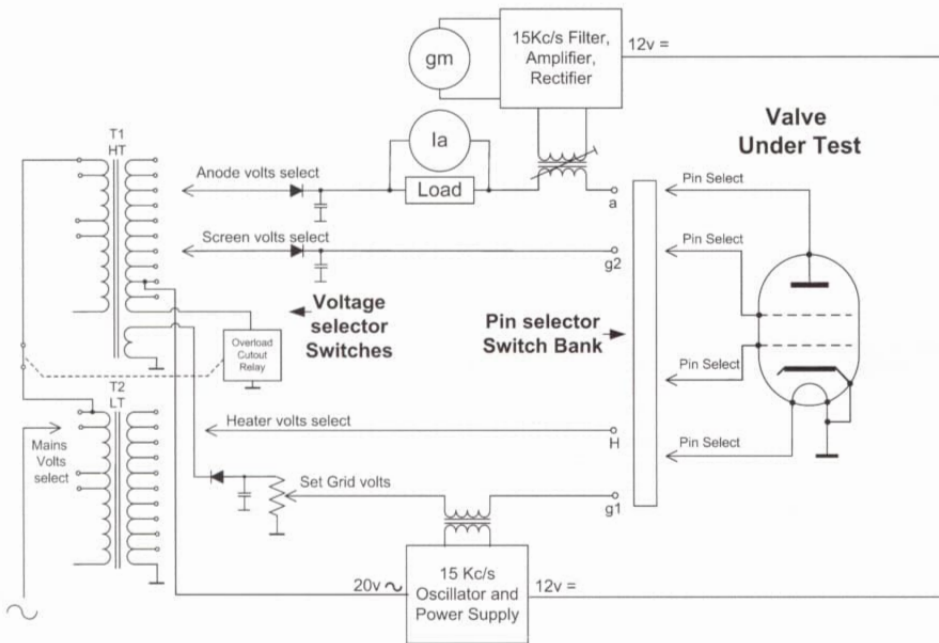 15Kc/s Filter,
Amplifier,
Rectifier
12v =
gm
Ia
Valve
Under Test
T1
HT
Anode volts select
Load
a
Pin Select
Screen volts select
g2
Pin Select
Voltage
selector
Switches
Pin selector
Switch Bank
Overload
Cutout
Relay
Pin Select
T2
LT
Mains
Volts
select
Heater volts select
H
Pin Select
Set Grid volts
g1
20v
15 Kc/s
Oscillator and
Power Supply
12v =